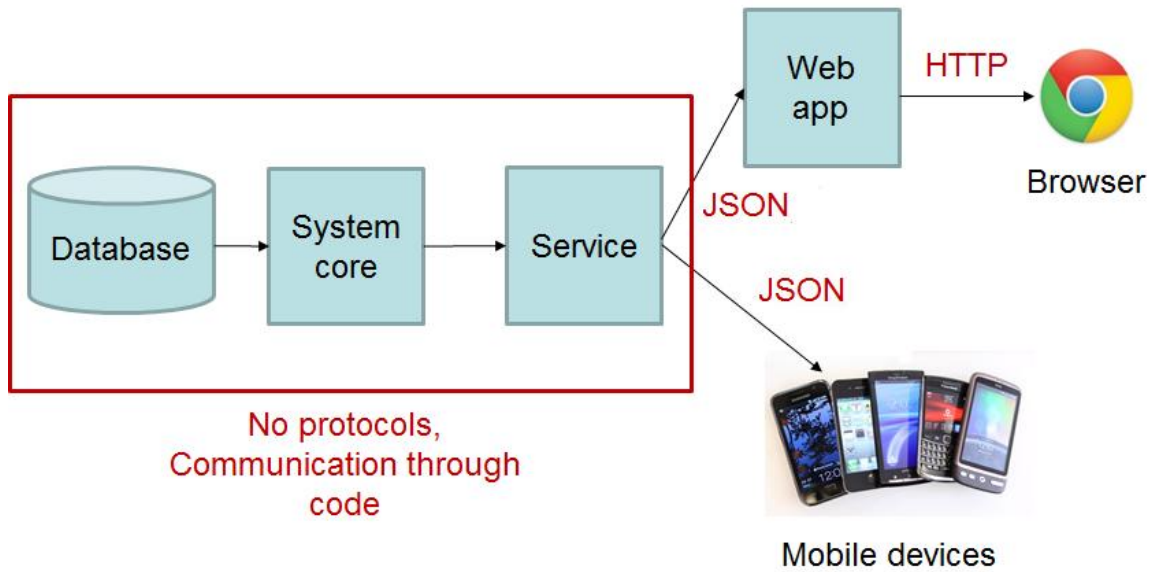 Web
app
HTTP
Browser
Database
System
core
Service
JSON
JSON
No protocols,
Communication through
code
Mobile devices